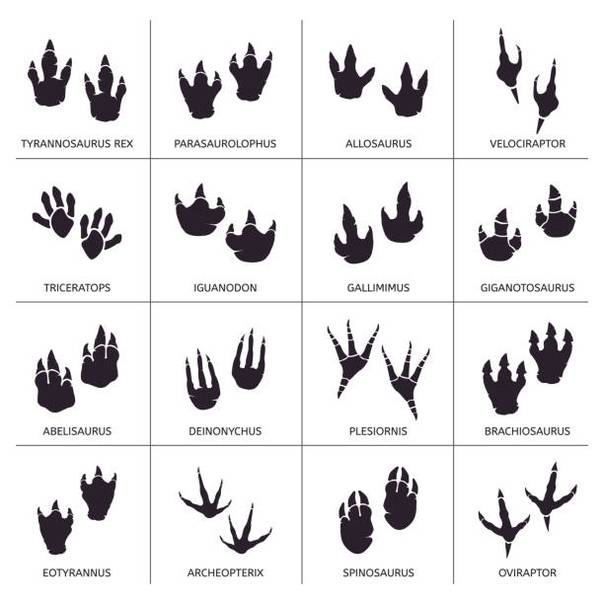 TYRANNOSAURUS REX
PARASAUROLOPHUS
ALLOSAURUS
VELOCIRAPTOR
TRICERATOPS
IGUANODON
GALLIMIMUS
GIGANOTOSAURUS
ABELISAURUS
DEINONYCHUS
PLESIORNIS
BRACHIOSAURUS
EOTYRANNUS
ARCHEOPTERIX
SPINOSAURUS
OVIRAPTOR